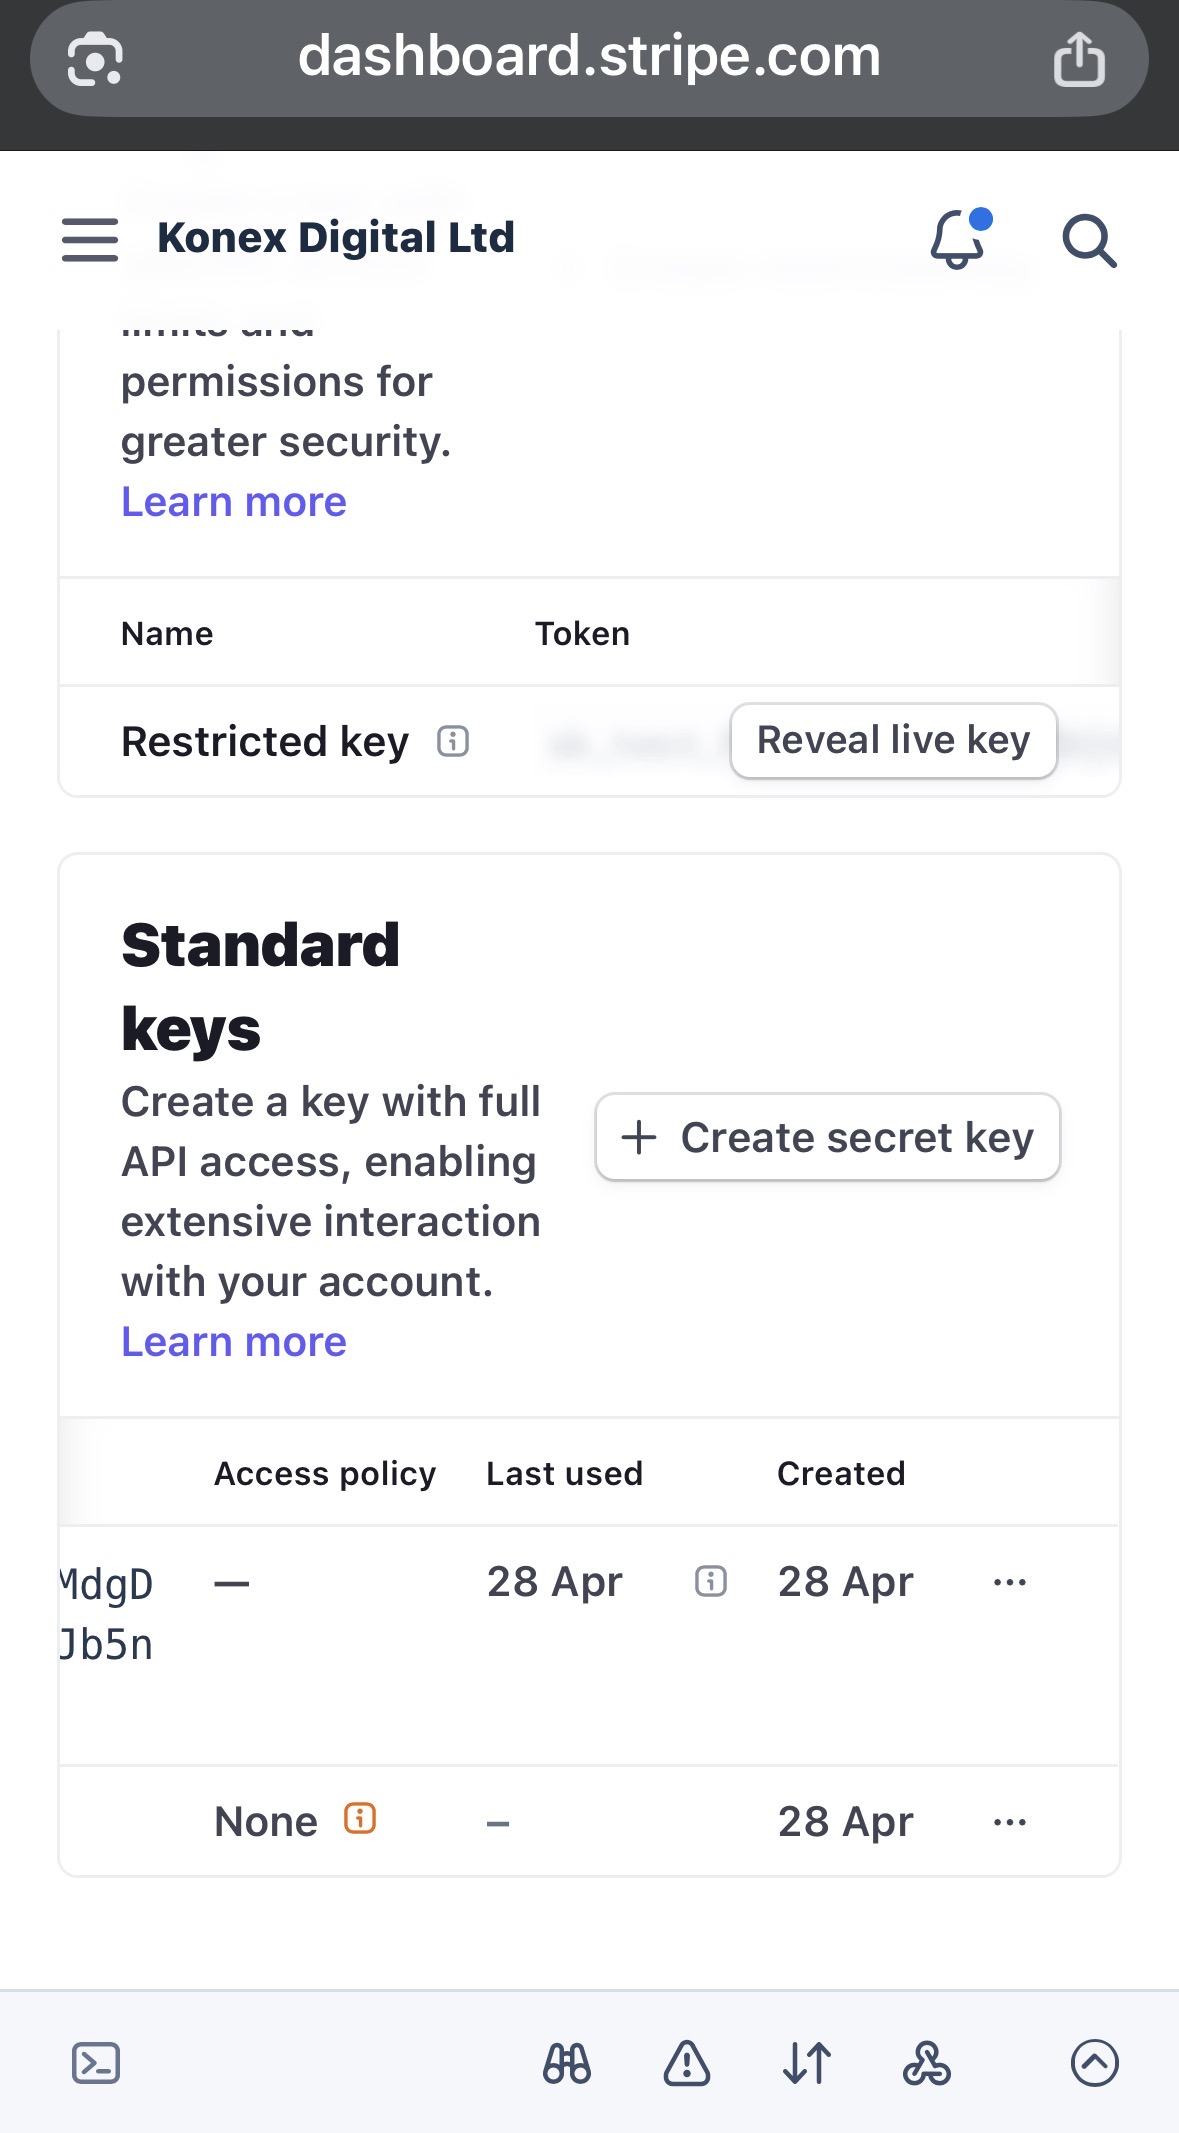 dashboard.stripe.com
Konex Digital Ltd
limits and
permissions for
greater security.
Learn more
Name Token
Restricted key Reveal live key
Standard
keys
Create a key with full
API access, enabling
extensive interaction
with your account.
Learn more
+ Create secret key
Access policy Last used Created
MdgD — 28 Apr 28 Apr ...
Jb5n
None – 28 Apr ...